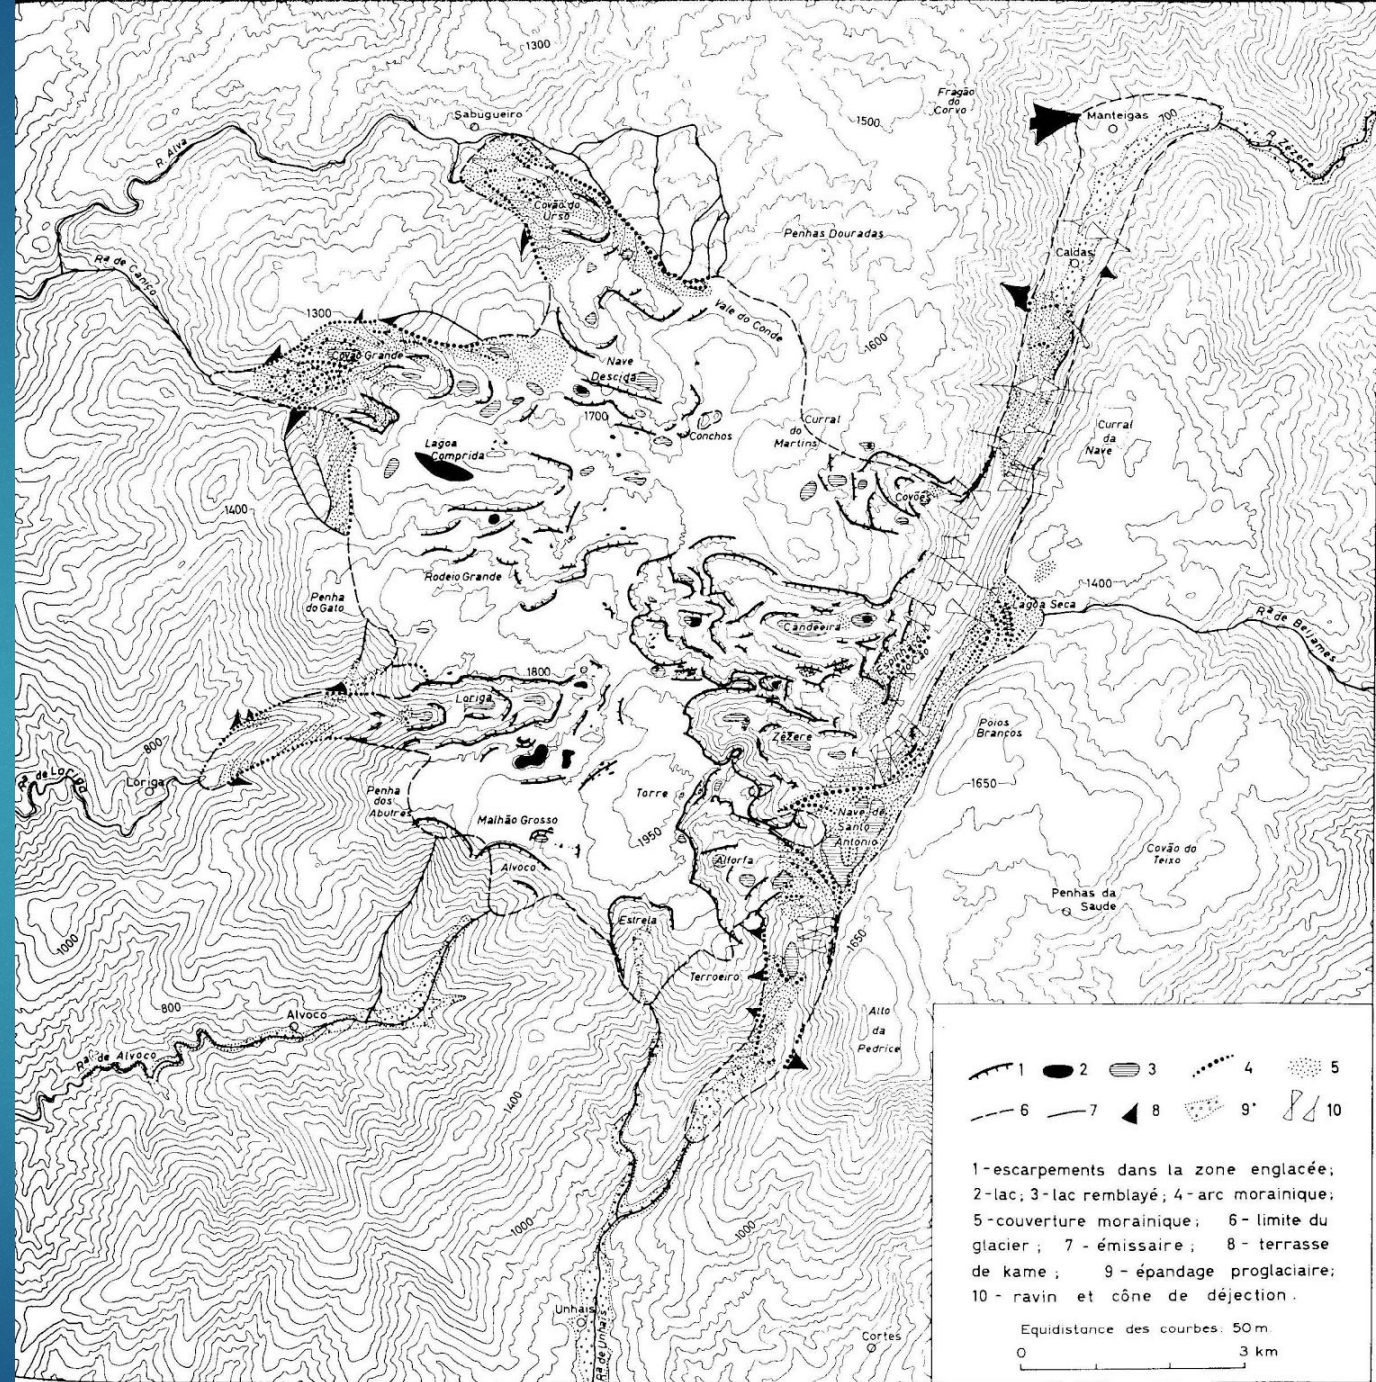 1300
Fragão
do
Corvo
1500
Manteigas
700
Sabugueiro
R. Alva
R. Zêzere
Covão do
Urso
Penhas Douradas
Caldas
Rª de Caniço
1300
Vale do Conde
Covão Grande
1600
Nave
Descida
1700
Curral
do
Martins
Conchos
Curral
da
Nave
Lagoa
Comprida
Covões
1400
Rodeio Grande
1400
Penha
do Gato
Lagoa Seca
Rª de Beijames
Candeeira
Espinhaço
de Cão
1800
Loriga
Zêzere
Poios
Brancos
800
Rª de Loriga
Loriga
1650
Penha
dos
Abutres
Torre
Malhão Grosso
1950
Nave de
Santo
António
Covão do
Teixo
Alforfa
Alvoco
Penhas da
Saude
Estrela
1000
1650
Terroeiro
800
Alvoco
Alto
da
Pedrice
Rª de Alvoco
1400
1000
1000
Unhais
Rª de Unhais
Cortes
1 2 3 4 5
6 7 8 9 10
1-escarpements dans la zone englacée;
2-lac; 3-lac remblayé; 4-arc morainique;
5-couverture morainique; 6- limite du
glacier; 7 - émissaire; 8- terrasse
de kame; 9 - épandage proglaciaire;
10 - ravin et cône de déjection.
Equidistance des courbes: 50 m
0 3 km